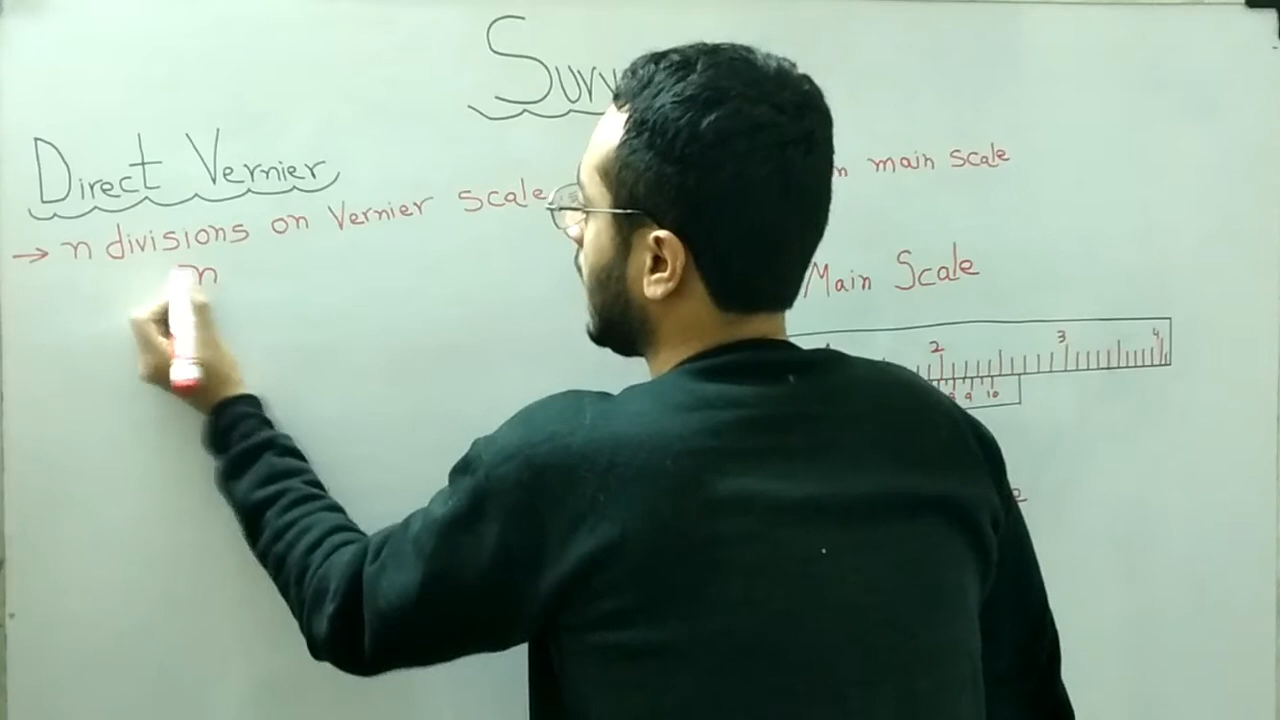 Surv
Direct Vernier
→ n divisions on Vernier scale
n main scale
n
Main Scale
2 3 4
9 10